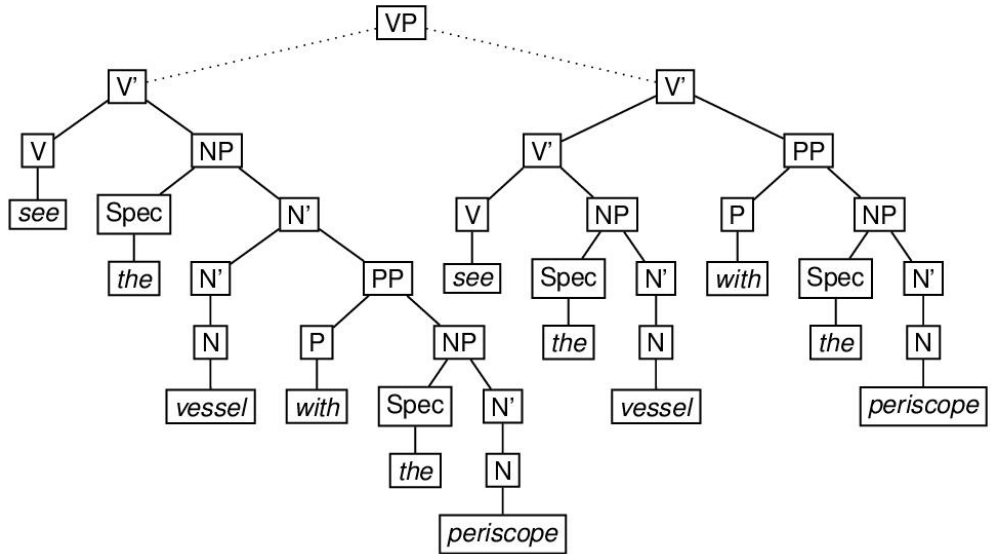 VP
V’ V’
V NP V’ PP
see Spec N’ V NP P NP
the N’ PP see Spec N’ with Spec N’
N P NP the N the N
vessel with Spec N’ vessel periscope
the N
periscope